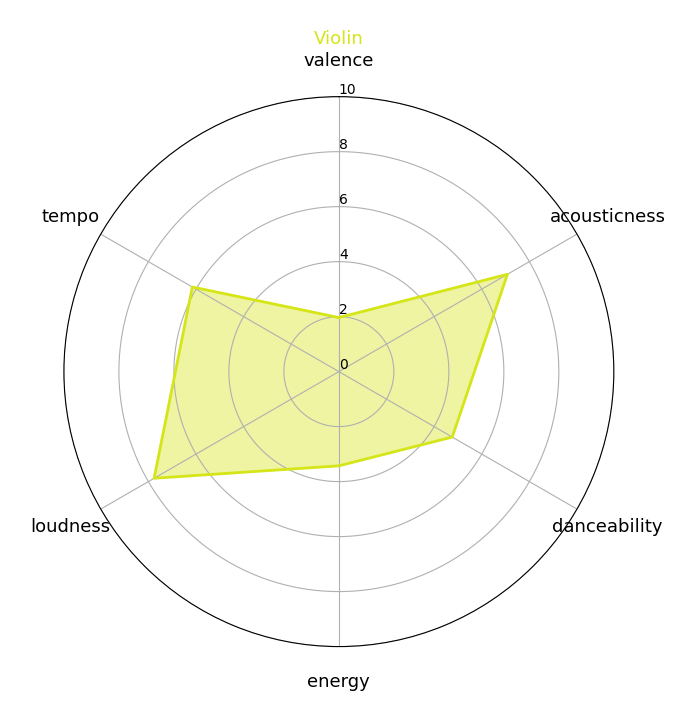 Violin
valence
10
8
6
4
2
0
tempo
acousticness
loudness
danceability
energy